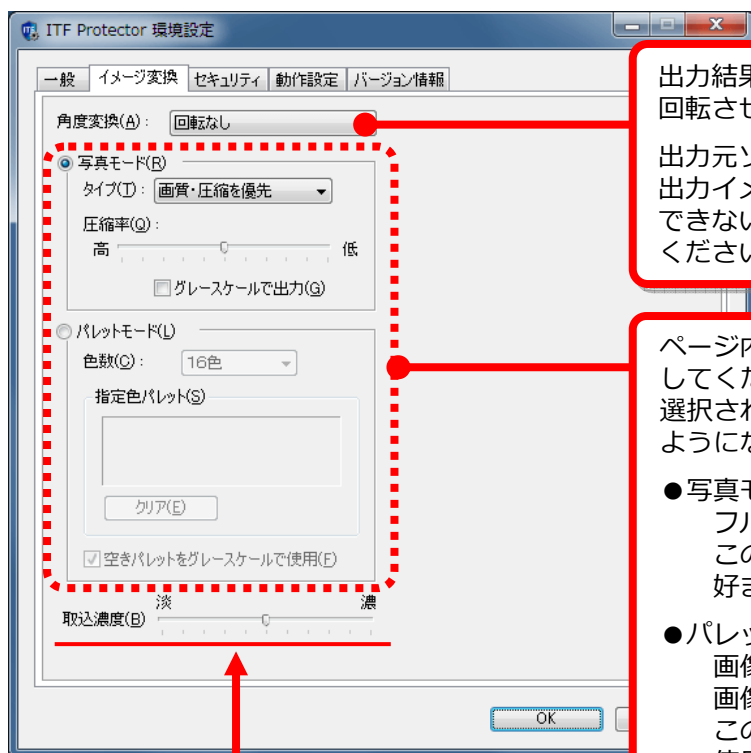 ITF Protector 環境設定
一般 イメージ変換 セキュリティ 動作設定 バージョン情報
角度変換(A): 回転なし
写真モード(R)
タイプ(T): 画質・圧縮を優先
圧縮率(Q):
高 低
グレースケールで出力(G)
パレットモード(L)
色数(C): 16色
指定色パレット(S)
クリア(E)
空きパレットをグレースケールで使用(F)
淡 濃
取込濃度(B)
OK
出力結果
回転させ
出力元
出力イメ
できない
ください
ページ内
してくだ
選択され
ようにな
●写真モ
フル
この
好ま
●パレッ
画像
画像
この